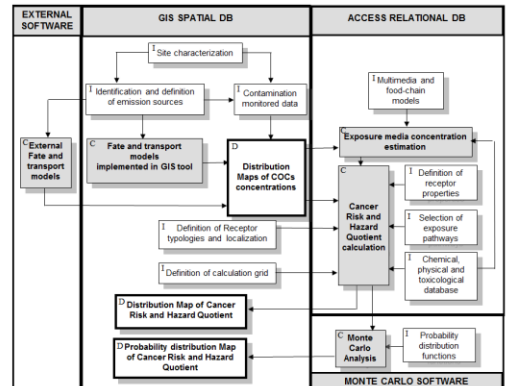 EXTERNAL
SOFTWARE
GIS SPATIAL DB
ACCESS RELATIONAL DB
I Site characterization
I Identification and definition
of emission sources
I Contamination
monitored data
I Multimedia and
food-chain
models
C External
Fate and
transport
models
C Fate and transport
models
implemented in GIS tool
D
Distribution
Maps of COCs
concentrations
C Exposure media concentration
estimation
C
Cancer
Risk and
Hazard
Quotient
calculation
I Definition of
receptor
properties
I Selection of
exposure
pathways
I Chemical,
physical and
toxicological
database
I Definition of Receptor
typologies and localization
I Definition of calculation grid
D Distribution Map of Cancer
Risk and Hazard Quotient
D Probability distribution Map
of Cancer Risk and Hazard
Quotient
C Monte
Carlo
Analysis
I Probability
distribution
functions
MONTE CARLO SOFTWARE